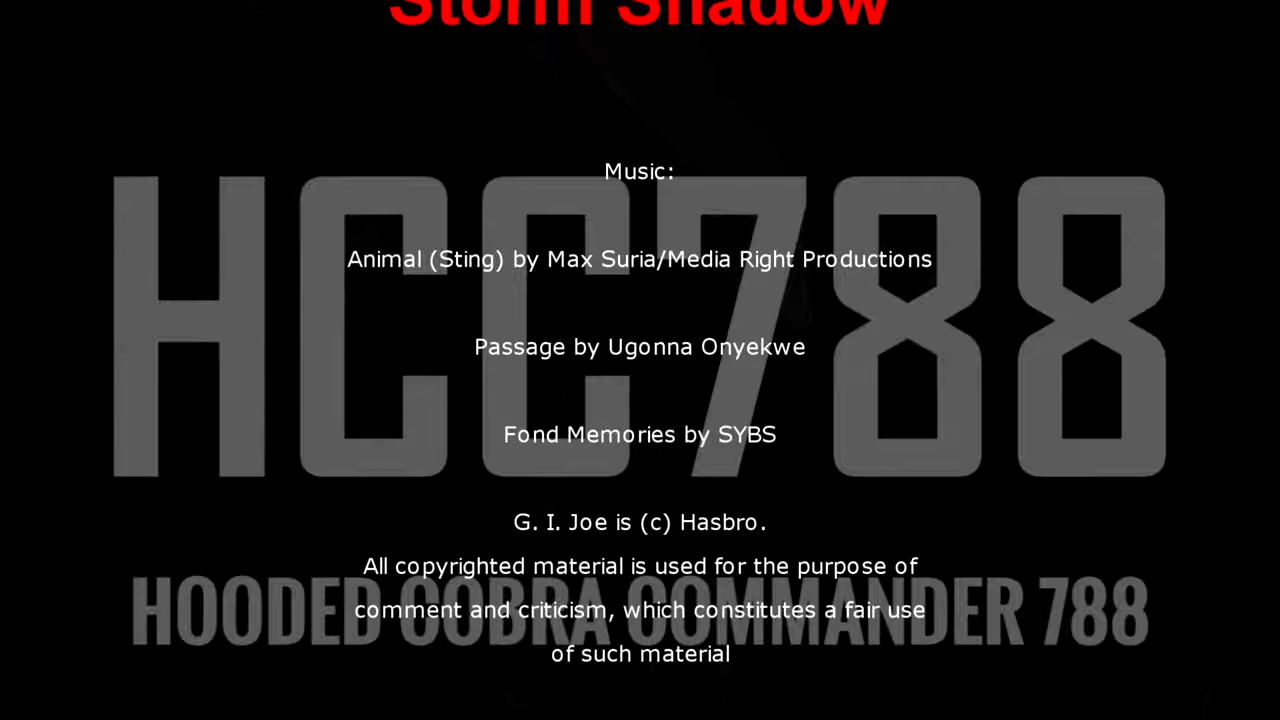 Storm Shadow
Music:
HCC788
Animal (Sting) by Max Suria/Media Right Productions
Passage by Ugonna Onyekwe
Fond Memories by SYBS
G. I. Joe is (c) Hasbro.
All copyrighted material is used for the purpose of
comment and criticism, which constitutes a fair use
of such material
HOODED COBRA COMMANDER 788